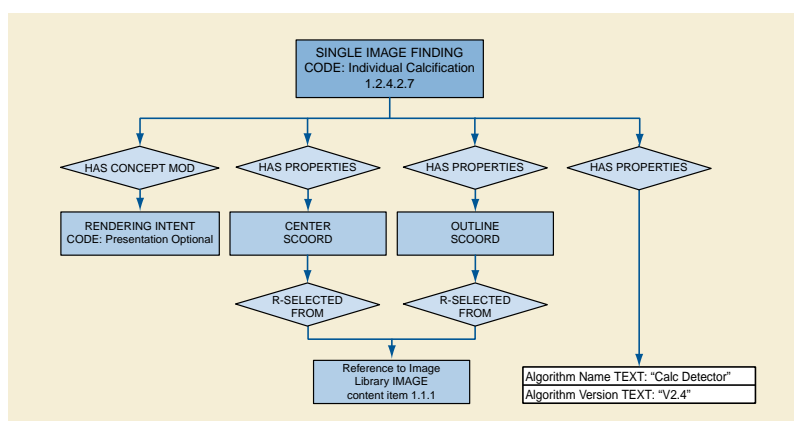 SINGLE IMAGE FINDING
CODE: Individual Calcification
1.2.4.2.7
HAS CONCEPT MOD
HAS PROPERTIES
HAS PROPERTIES
HAS PROPERTIES
RENDERING INTENT
CODE: Presentation Optional
CENTER
SCOORD
OUTLINE
SCOORD
R-SELECTED
FROM
R-SELECTED
FROM
Reference to Image
Library IMAGE
content item 1.1.1
Algorithm Name TEXT: “Calc Detector”
Algorithm Version TEXT: “V2.4”